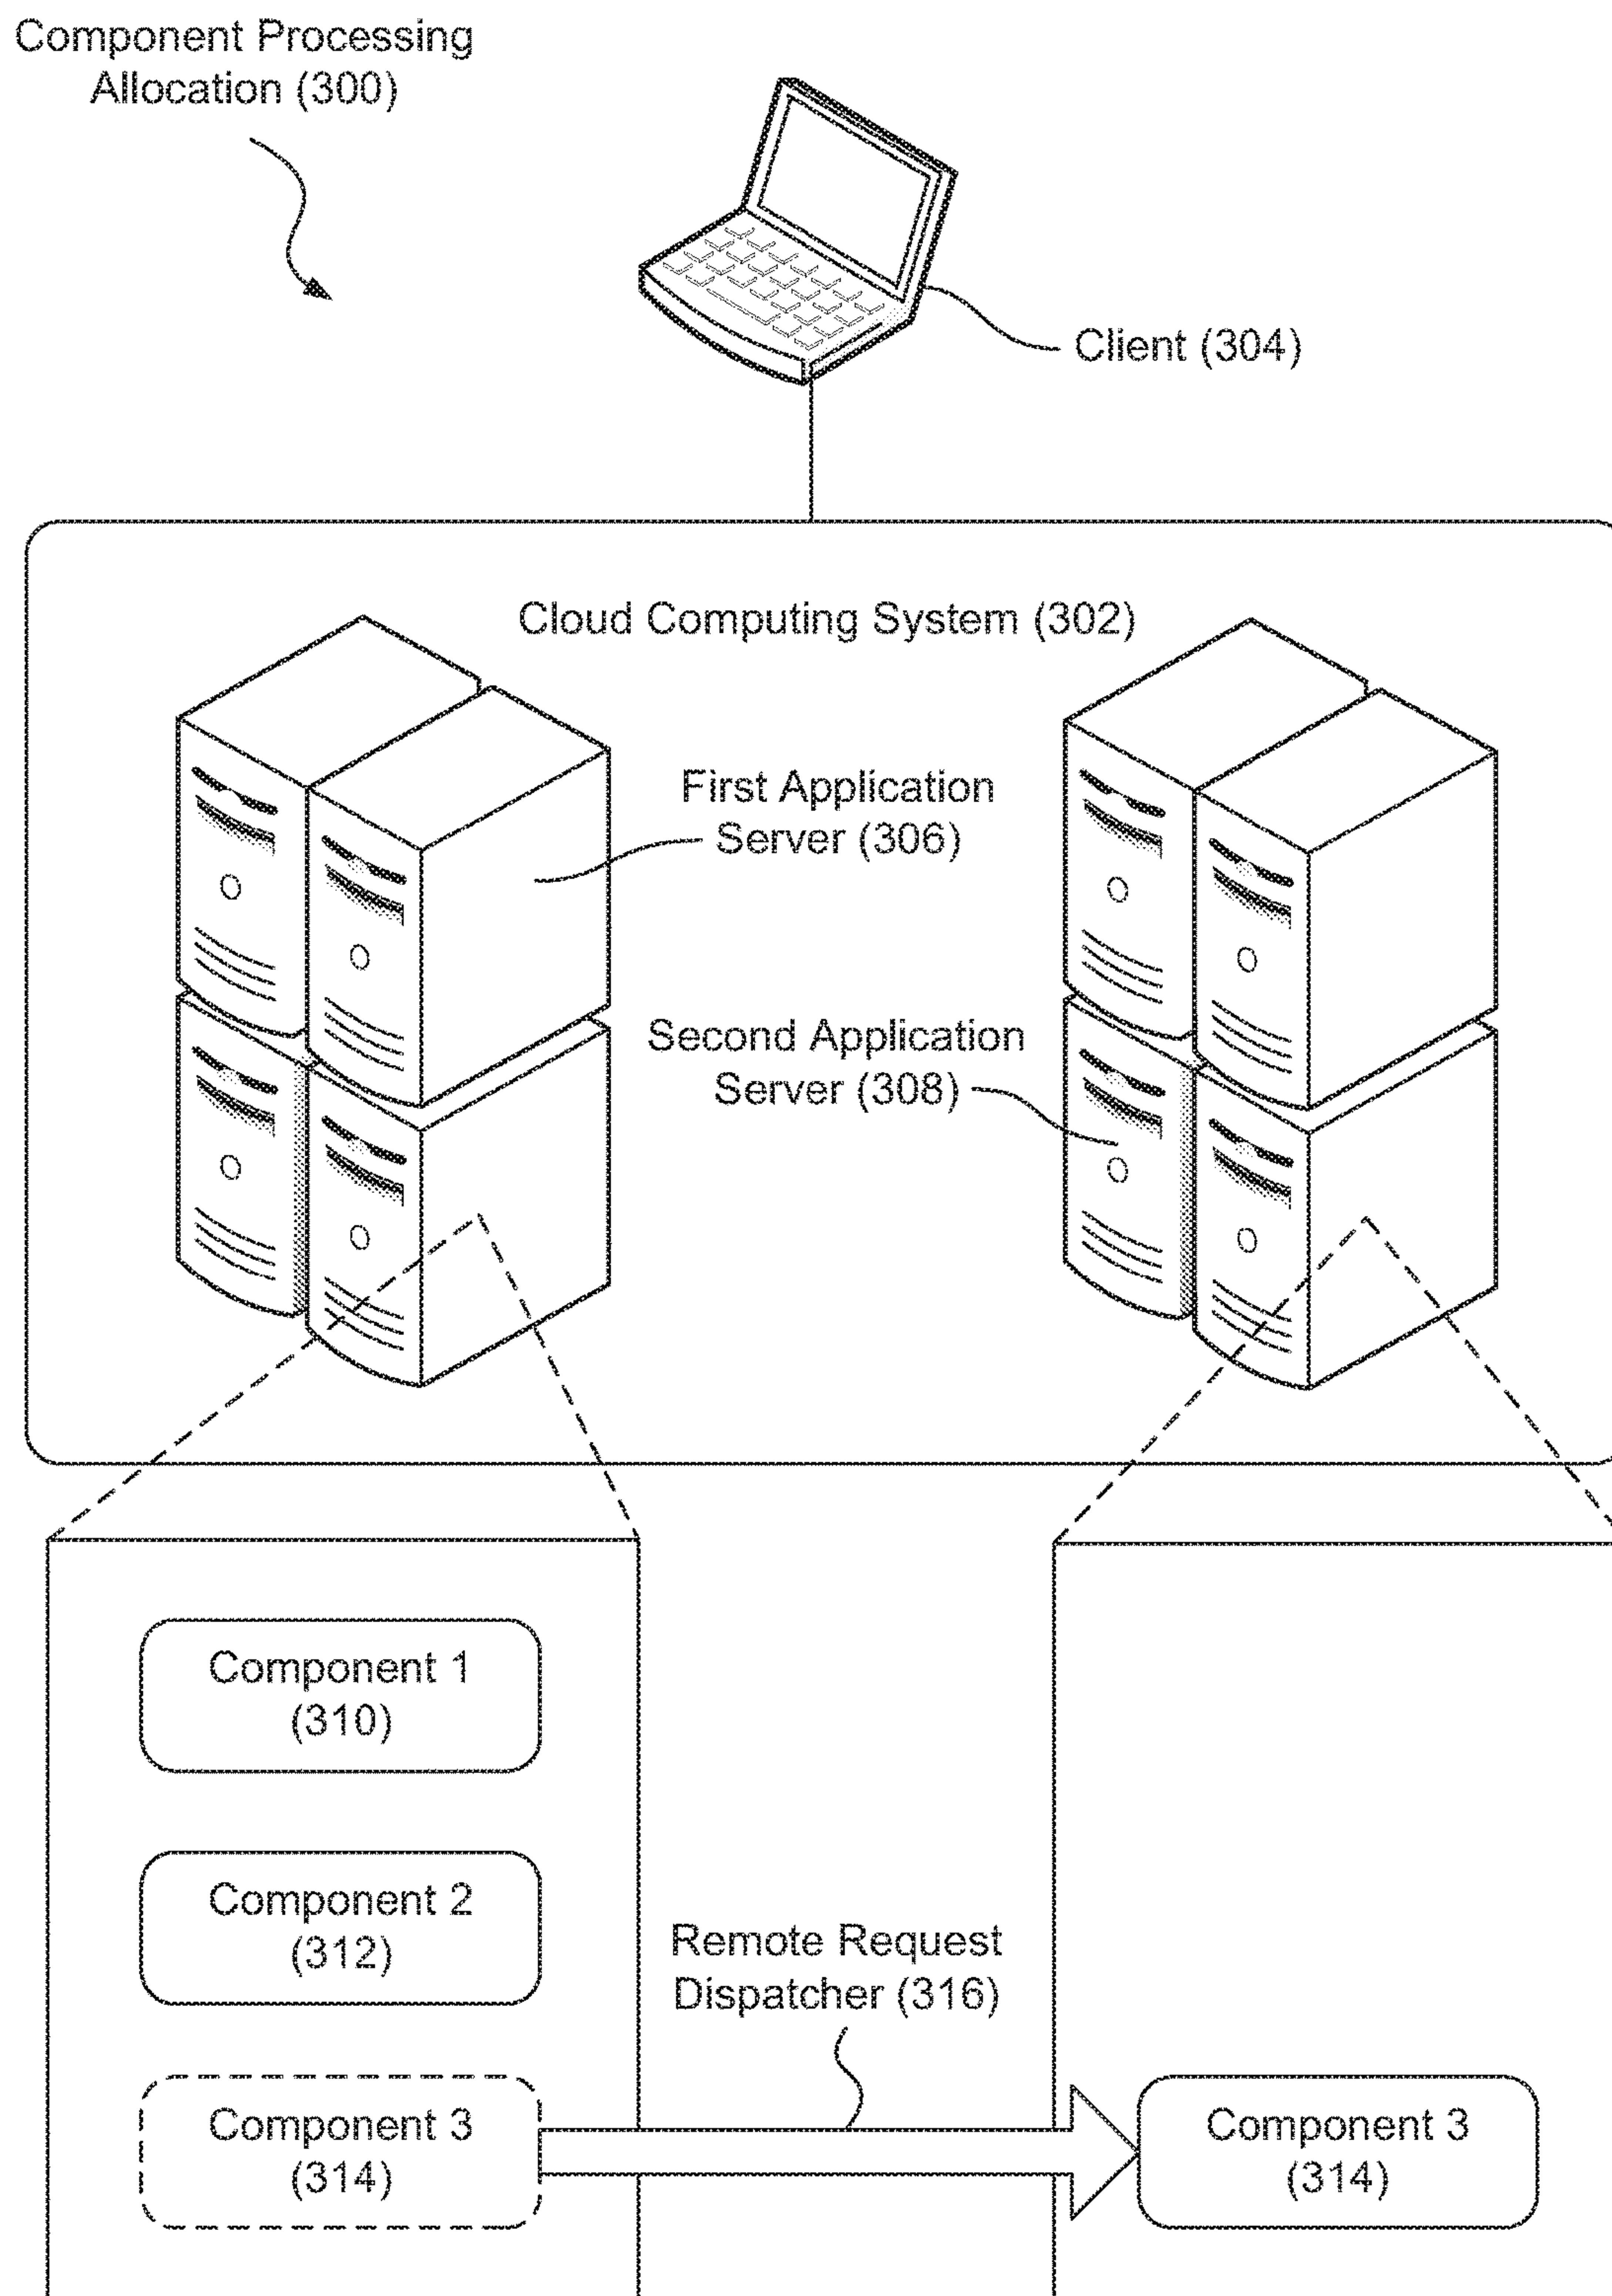 Component Processing
Allocation (300)
Client (304)
Cloud Computing System (302)
First Application
Server (306)
Second Application
Server (308)
Component 1
(310)
Component 2
(312)
Remote Request
Dispatcher (316)
Component 3
(314)
Component 3
(314)